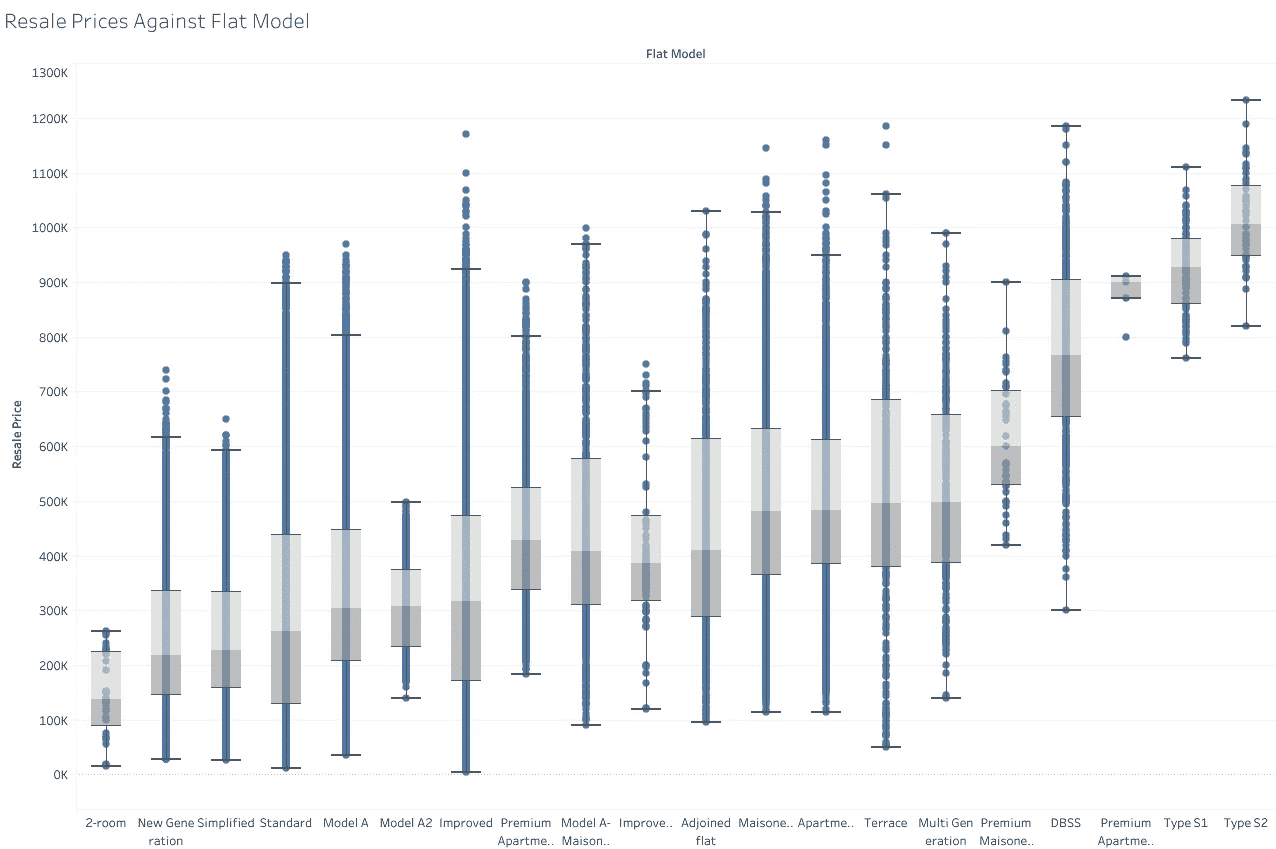 Resale Prices Against Flat Model
Flat Model
1300K
1200K
1100K
1000K
900K
800K
700K
600K
500K
400K
300K
200K
100K
0K
Resale Price
2-room New Gene Simplified Standard Model A Model A2 Improved Premium Model A- Improve.. Adjoined Maisone.. Apartme.. Terrace Multi Gen Premium DBSS Premium Type S1 Type S2
ration Apartme.. Maison.. flat eration Maisone.. Apartme..